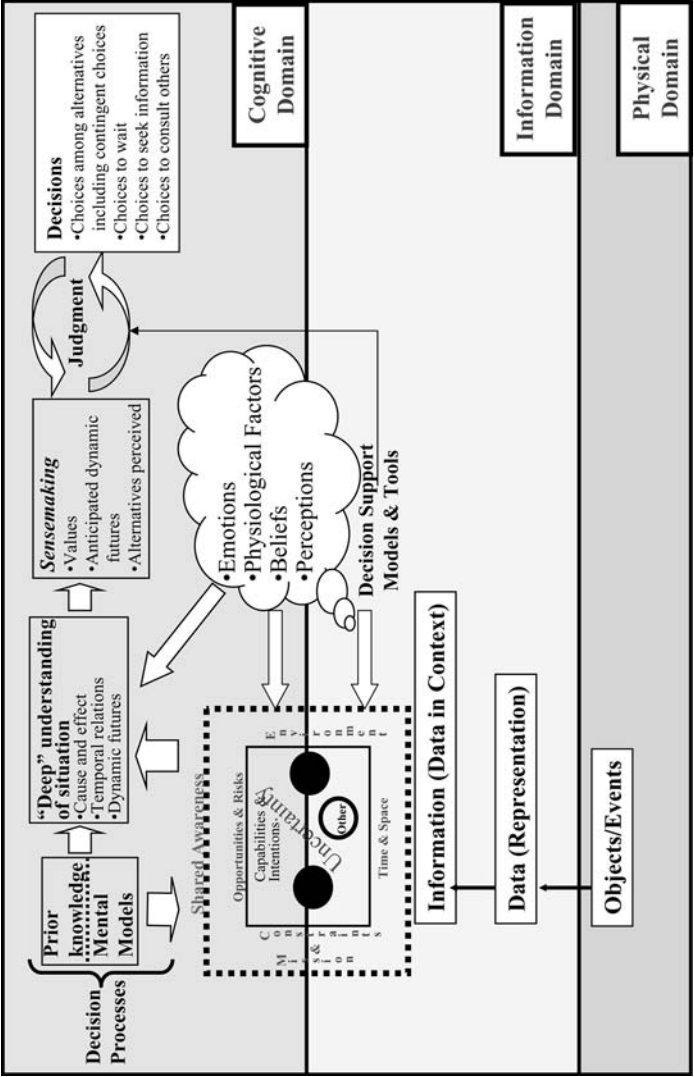 Decision
Processes
Prior
knowledge
Mental
Models
“Deep” understanding
of situation
•Cause and effect
•Temporal relations
•Dynamic futures
Sensemaking
•Values
•Anticipated dynamic
futures
•Alternatives perceived
Judgment
Decisions
•Choices among alternatives
including contingent choices
•Choices to wait
•Choices to seek information
•Choices to consult others
Shared Awareness
Mission &
Constraints
Opportunities & Risks
Capabilities &
Intentions
Uncertainty
Other
Time & Space
Environment
•Emotions
•Physiological Factors
•Beliefs
•Perceptions
Cognitive
Domain
Decision Support
Models & Tools
Information (Data in Context)
Data (Representation)
Information
Domain
Objects/Events
Physical
Domain